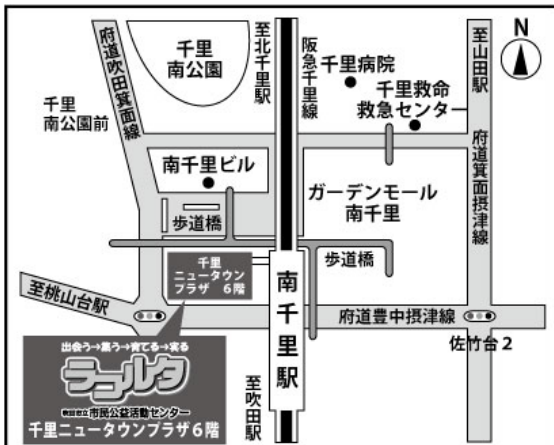 府道吹田箕面線
千里
南公園
至北千里駅
阪急千里線
千里病院
千里救命
救急センター
至山田駅
N
千里
南公園前
府道箕面摂津線
南千里ビル
ガーデンモール
南千里
歩道橋
歩道橋
千里
ニュータウン
プラザ 6階
至桃山台駅
南千里駅
府道豊中摂津線
佐竹台2
至吹田駅
出会う→集う→育てる→実る
ラコルタ
吹田市立市民公益活動センター
千里ニュータウンプラザ6階